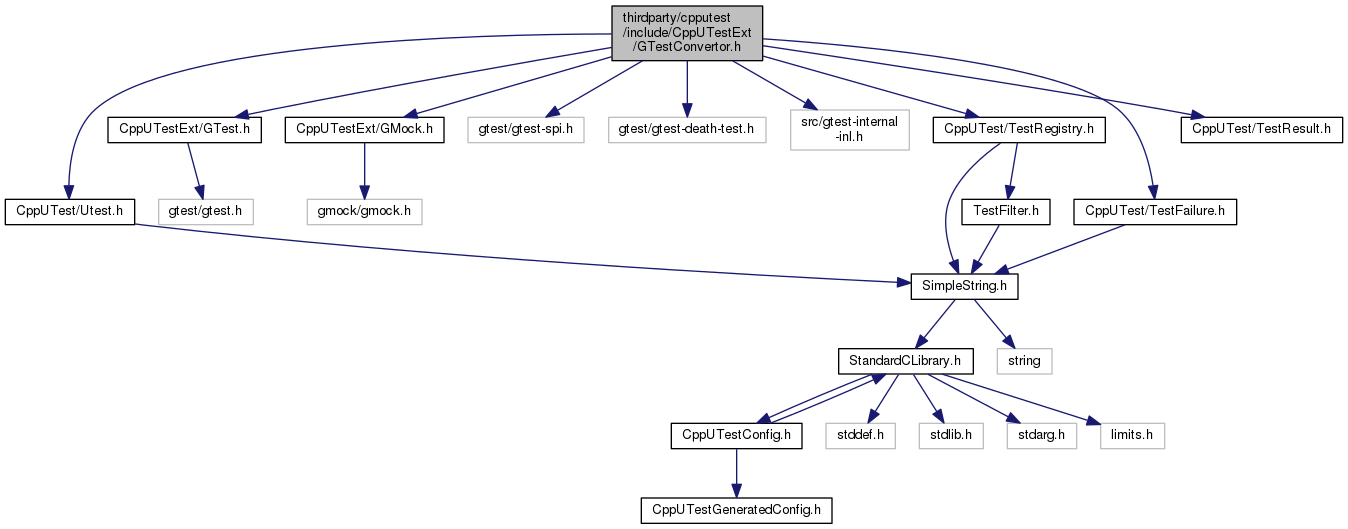 thirdparty/cpputest
/include/CppUTestExt
/GTestConvertor.h
CppUTestExt/GTest.h
CppUTestExt/GMock.h
gtest/gtest-spi.h
gtest/gtest-death-test.h
src/gtest-internal
-inl.h
CppUTest/TestRegistry.h
CppUTest/TestResult.h
CppUTest/Utest.h
gtest/gtest.h
gmock/gmock.h
TestFilter.h
CppUTest/TestFailure.h
SimpleString.h
StandardCLibrary.h
string
CppUTestConfig.h
stddef.h
stdlib.h
stdarg.h
limits.h
CppUTestGeneratedConfig.h